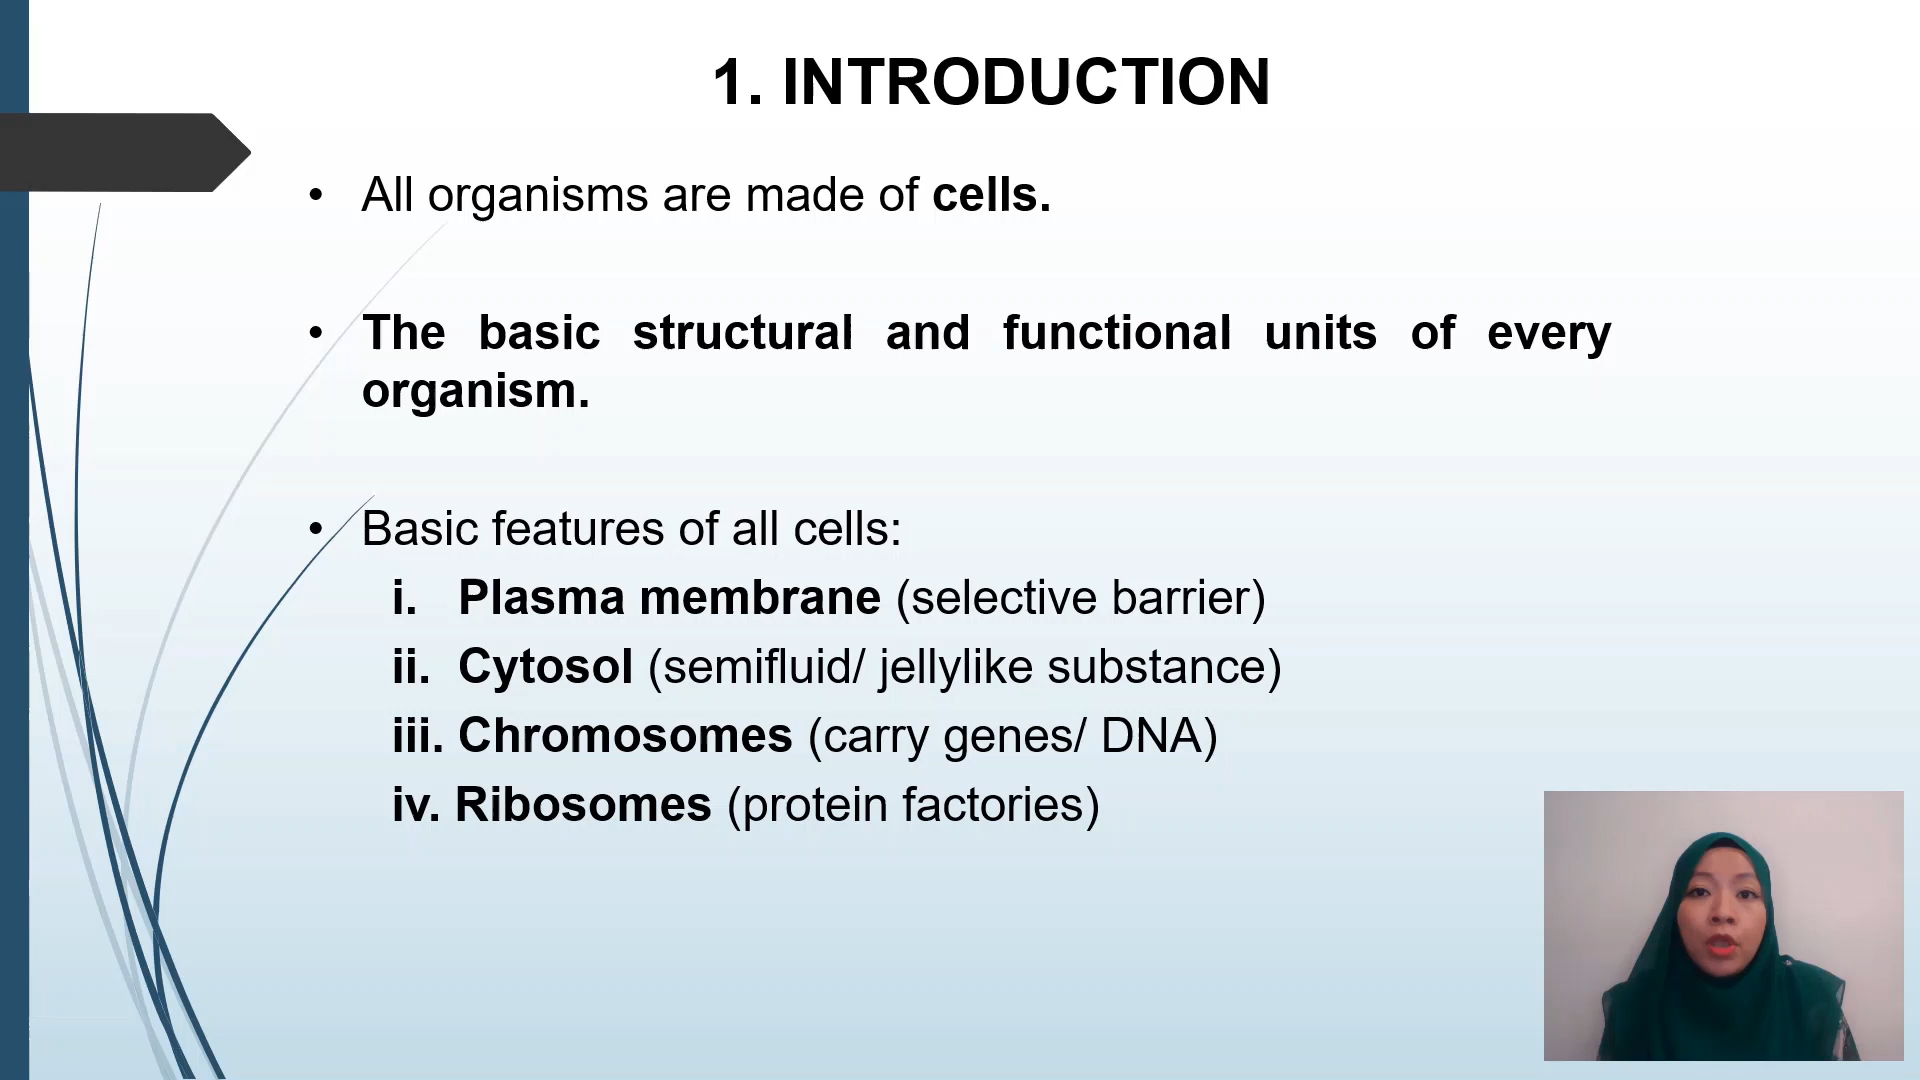 1. INTRODUCTION
• All organisms are made of cells.
• The basic structural and functional units of every
organism.
• Basic features of all cells:
i. Plasma membrane (selective barrier)
ii. Cytosol (semifluid/ jellylike substance)
iii. Chromosomes (carry genes/ DNA)
iv. Ribosomes (protein factories)